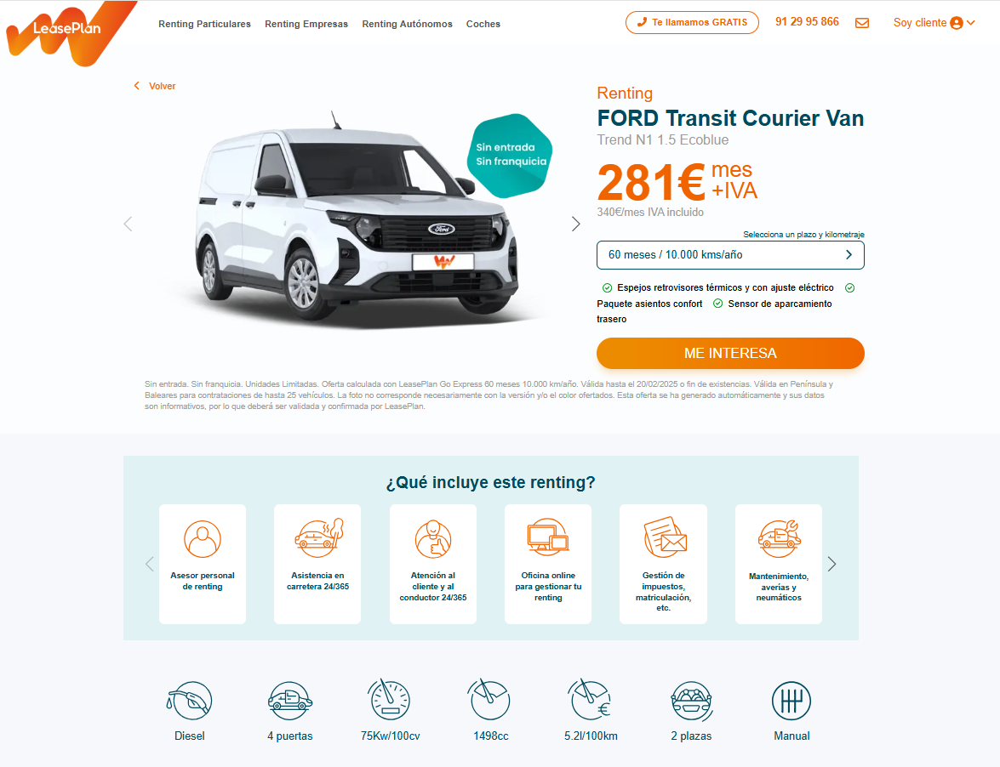 LeasePlan
Renting Particulares
Renting Empresas
Renting Autónomos
Coches
Te llamamos GRATIS
91 29 95 866
Soy cliente
Volver
Sin entrada
Sin franquicia
Ford
Renting
FORD Transit Courier Van
Trend N1 1.5 Ecoblue
281€ mes
+IVA
340€/mes IVA incluido
Selecciona un plazo y kilometraje
60 meses / 10.000 kms/año
Espejos retrovisores térmicos y con ajuste eléctrico
Paquete asientos confort Sensor de aparcamiento
trasero
ME INTERESA
Sin entrada. Sin franquicia. Unidades Limitadas. Oferta calculada con LeasePlan Go Express 60 meses 10.000 km/año. Válida hasta el 20/02/2025 o fin de existencias. Válida en Península y
Baleares para contrataciones de hasta 25 vehículos. La foto no corresponde necesariamente con la versión y/o el color ofertados. Esta oferta se ha generado automáticamente y sus datos
son informativos, por lo que deberá ser validada y confirmada por LeasePlan.
¿Qué incluye este renting?
Asesor personal
de renting
Asistencia en
carretera 24/365
Atención al
cliente y al
conductor 24/365
Oficina online
para gestionar tu
renting
Gestión de
impuestos,
matriculación,
etc.
Mantenimiento,
averías y
neumáticos
Diesel
4 puertas
75Kw/100cv
1498cc
5.2l/100km
2 plazas
Manual